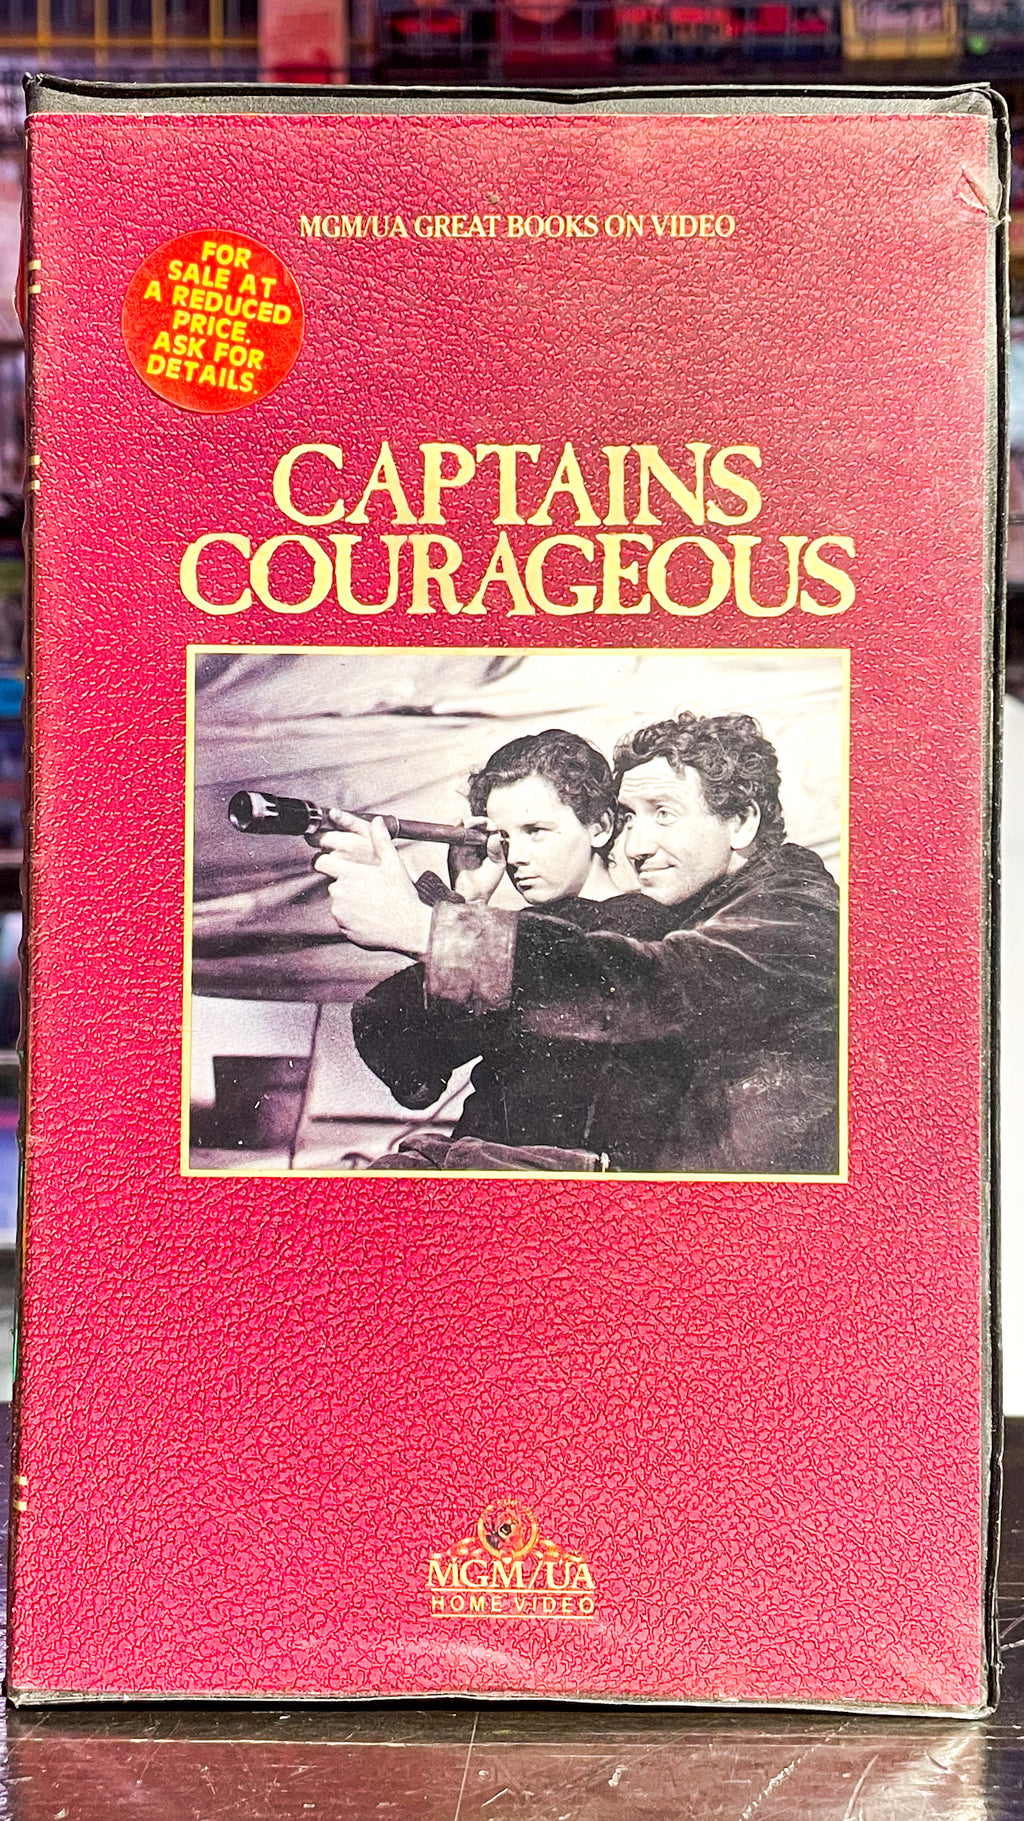 MGM/UA GREAT BOOKS ON VIDEO
FOR
SALE AT
A REDUCED
PRICE.
ASK FOR
DETAILS.
CAPTAINS
COURAGEOUS
MGM/UA
HOME VIDEO